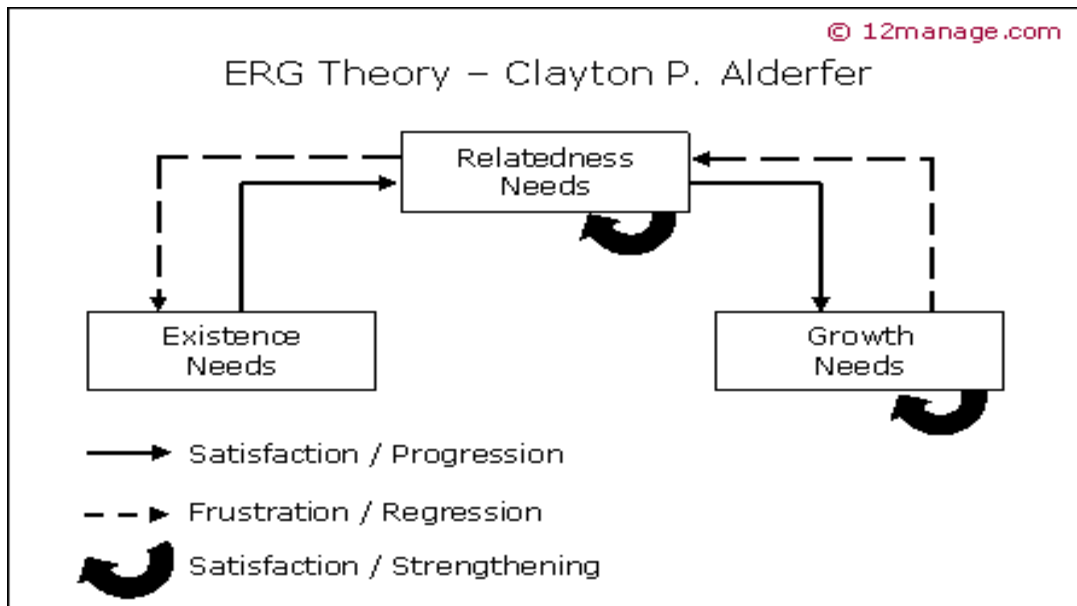 © 12manage.com
ERG Theory – Clayton P. Alderfer
Relatedness
Needs
Existence
Needs
Growth
Needs
Satisfaction / Progression
Frustration / Regression
Satisfaction / Strengthening